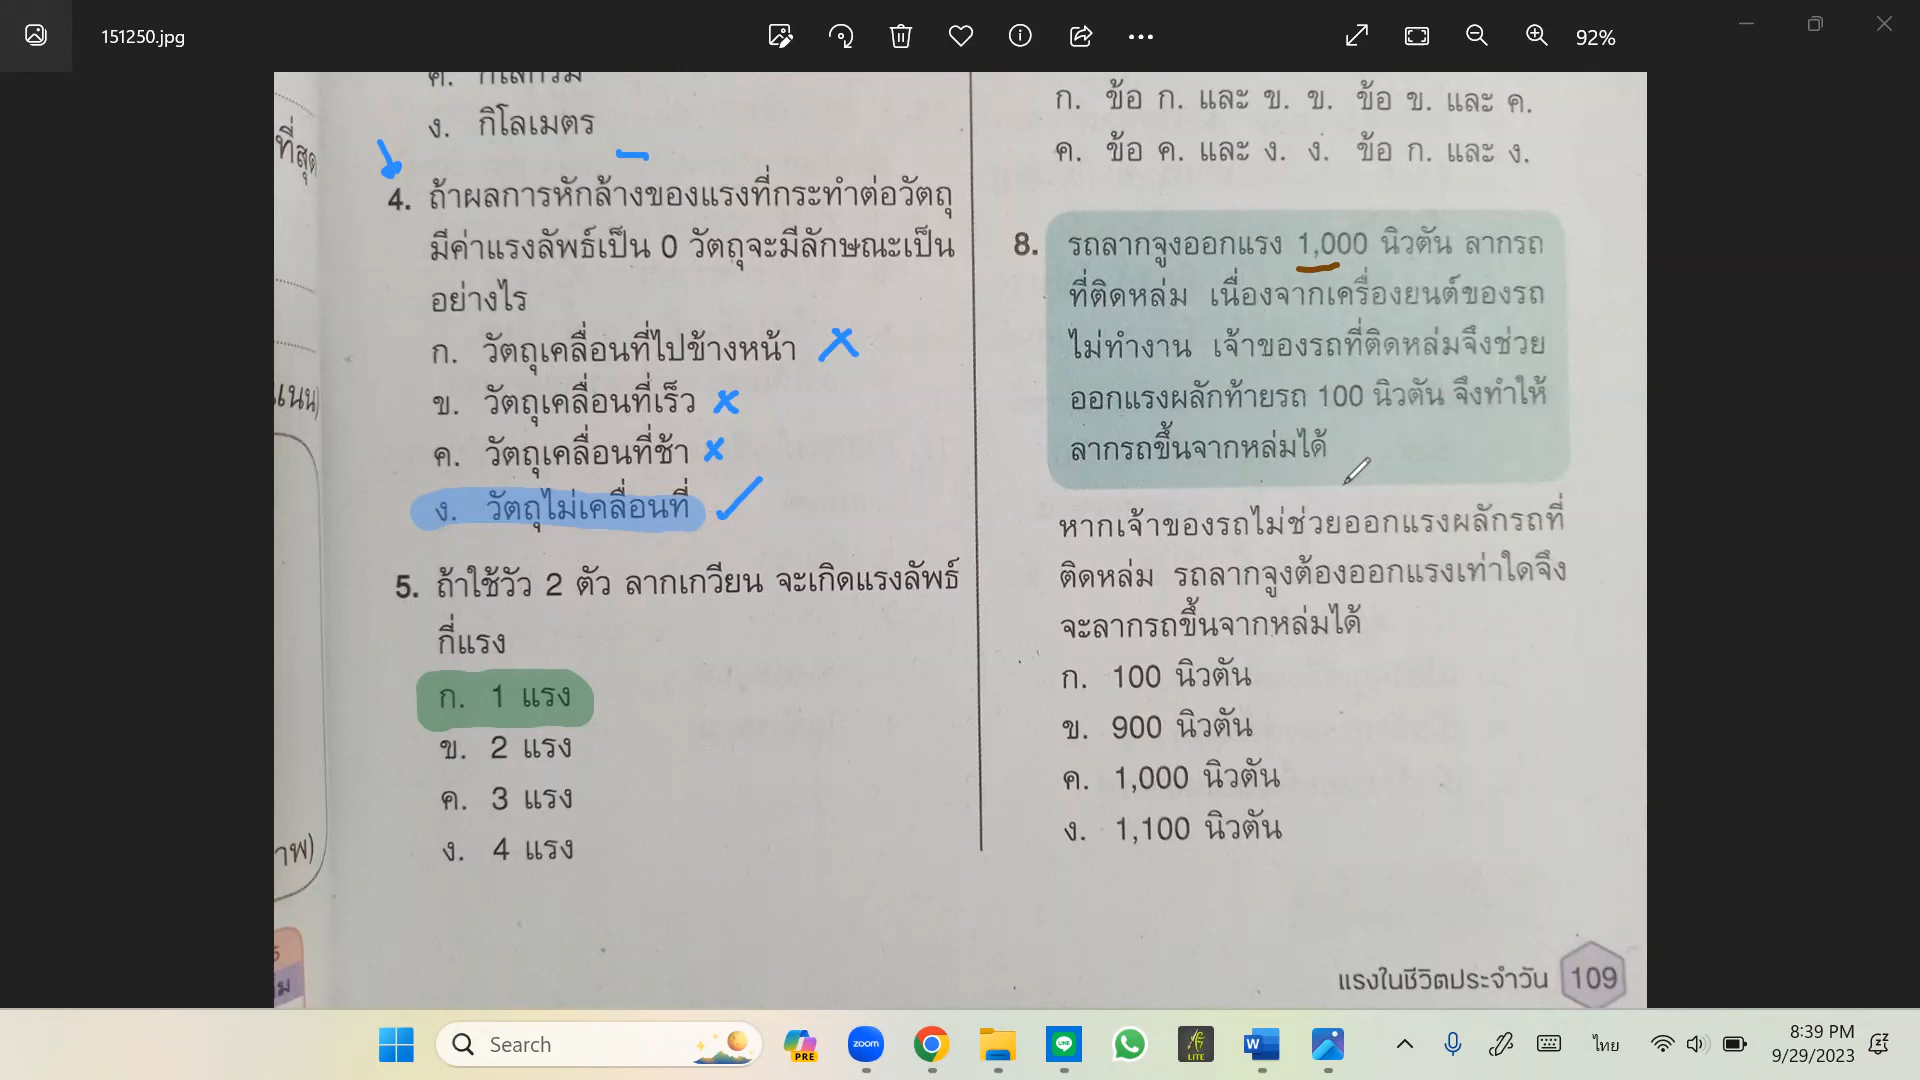 151250.jpg
92%
ง. กิโลเมตร
4. ถ้าผลการหักล้างของแรงที่กระทำต่อวัตถุ
มีค่าแรงลัพธ์เป็น 0 วัตถุจะมีลักษณะเป็น
อย่างไร
ก. วัตถุเคลื่อนที่ไปข้างหน้า
ข. วัตถุเคลื่อนที่เร็ว
ค. วัตถุเคลื่อนที่ช้า
ง. วัตถุไม่เคลื่อนที่
5. ถ้าใช้วัว 2 ตัว ลากเกวียน จะเกิดแรงลัพธ์
กี่แรง
ก. 1 แรง
ข. 2 แรง
ค. 3 แรง
ง. 4 แรง
ก. ข้อ ก. และ ข. ข. ข้อ ข. และ ค.
ค. ข้อ ค. และ ง. ง. ข้อ ก. และ ง.
8. รถลากจูงออกแรง 1,000 นิวตัน ลากรถ
ที่ติดหล่ม เนื่องจากเครื่องยนต์ของรถ
ไม่ทำงาน เจ้าของรถที่ติดหล่มจึงช่วย
ออกแรงผลักท้ายรถ 100 นิวตัน จึงทำให้
ลากรถขึ้นจากหล่มได้
หากเจ้าของรถไม่ช่วยออกแรงผลักรถที่
ติดหล่ม รถลากจูงต้องออกแรงเท่าใดจึง
จะลากรถขึ้นจากหล่มได้
ก. 100 นิวตัน
ข. 900 นิวตัน
ค. 1,000 นิวตัน
ง. 1,100 นิวตัน
แรงในชีวิตประจำวัน 109
ที่สุด
Search
PRE
zoom
LINE
LITE
W
ไทย
8:39 PM
9/29/2023